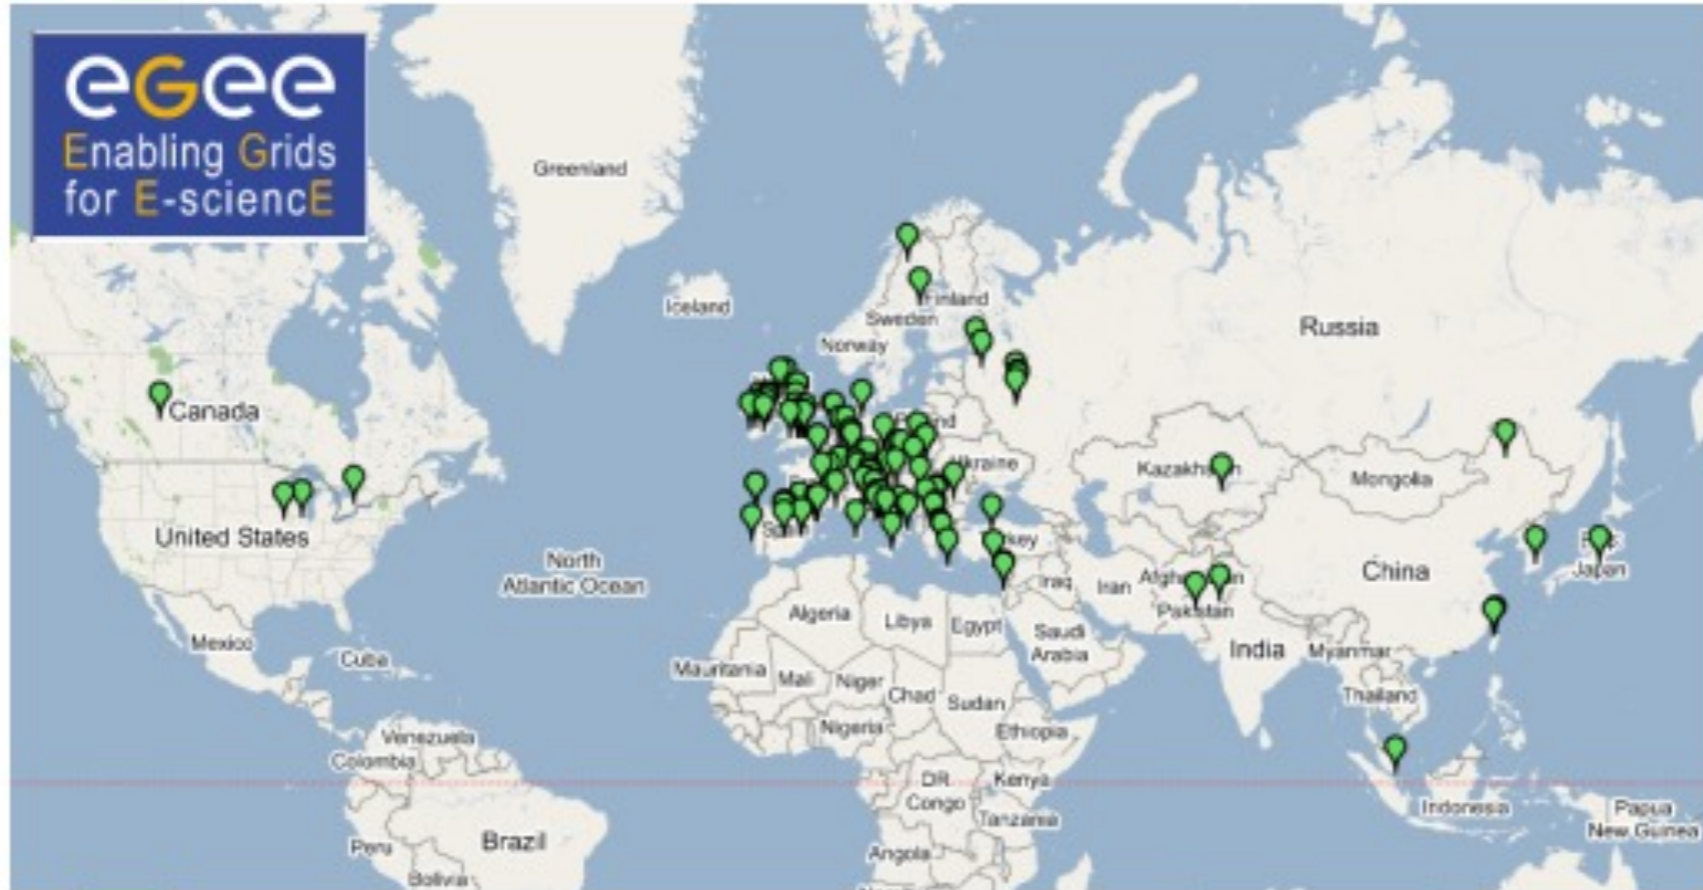 eGee
Enabling Grids
for E-sciencE
Greenland
Iceland
Finland
Sweden
Norway
Russia
Canada
Kazakh
Mongolia
United States
North
Atlantic Ocean
China
Japan
Iraq
Iran
Pakistan
Algeria
Libya
Egypt
Saudi
Arabia
India
Myanmar
Mexico
Cuba
Mauritania
Mali
Niger
Chad
Sudan
Thailand
Nigeria
Ethiopia
Venezuela
Colombia
DR
Congo
Kenya
Tanzania
Indonesia
Papua
New Guinea
Peru
Brazil
Angola
Bolivia